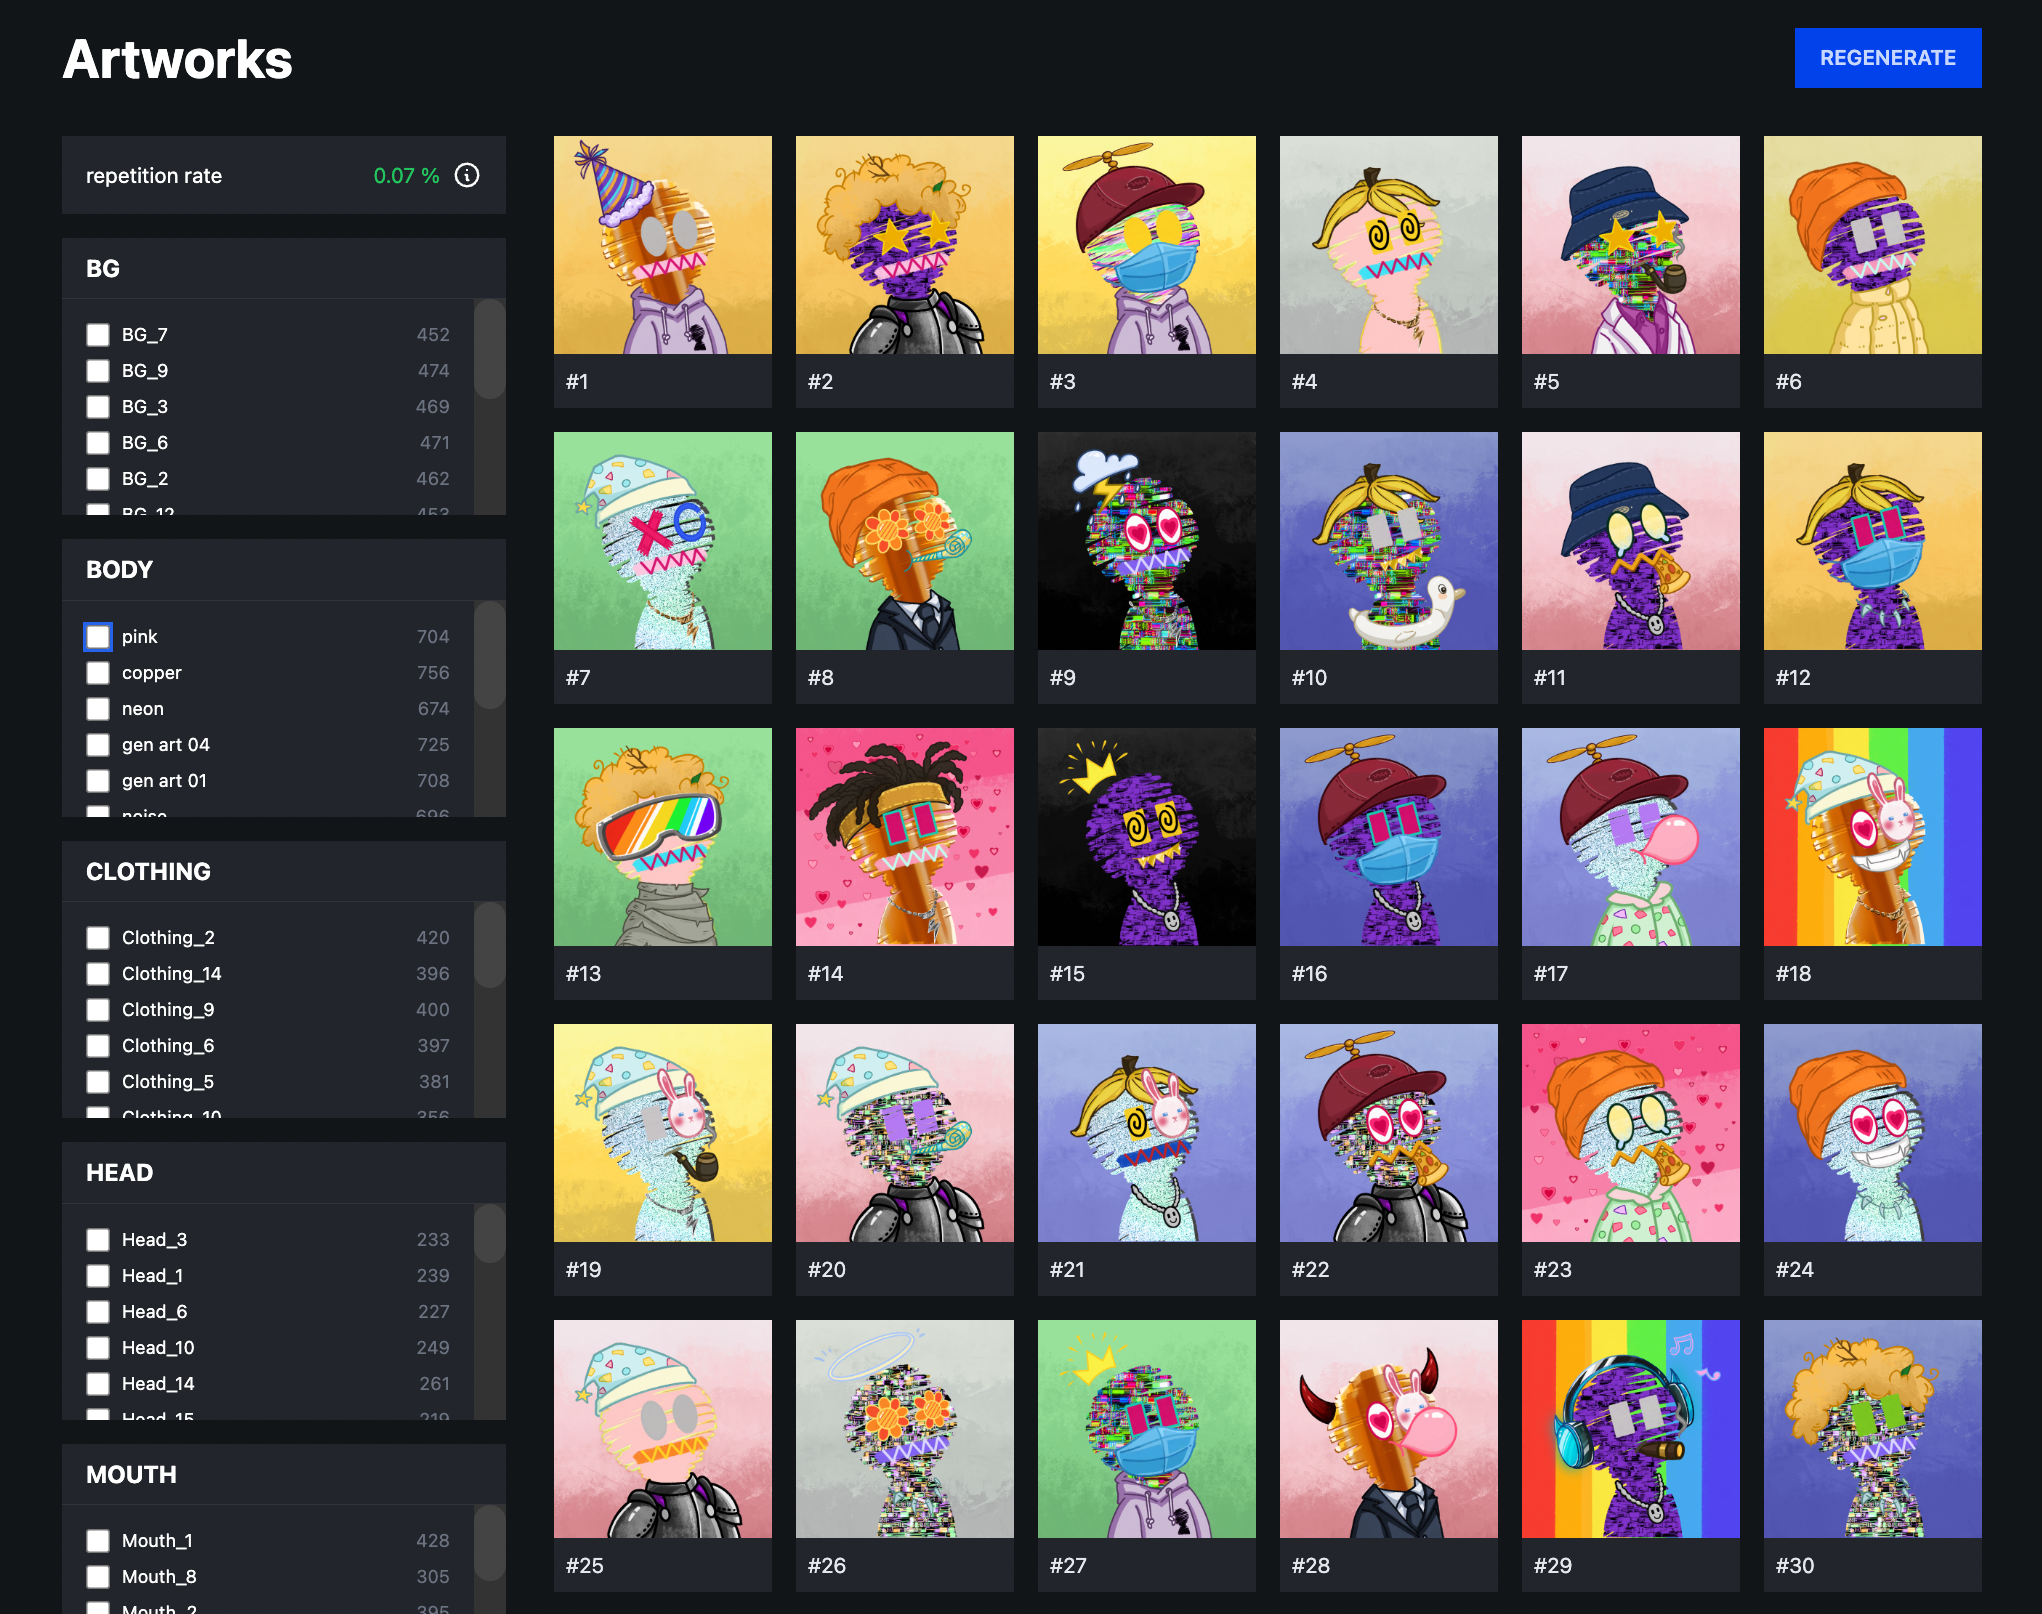 Artworks
REGENERATE
repetition rate 0.07 %
BG
BG_7 452
BG_9 474
BG_3 469
BG_6 471
BG_2 462
BG_12 453
BODY
pink 704
copper 756
neon 674
gen art 04 725
gen art 01 708
noise 696
CLOTHING
Clothing_2 420
Clothing_14 396
Clothing_9 400
Clothing_6 397
Clothing_5 381
Clothing_10 356
HEAD
Head_3 233
Head_1 239
Head_6 227
Head_10 249
Head_14 261
Head_15 219
MOUTH
Mouth_1 428
Mouth_8 305
Mouth_2 395
#1 #2 #3 #4 #5 #6
#7 #8 #9 #10 #11 #12
#13 #14 #15 #16 #17 #18
#19 #20 #21 #22 #23 #24
#25 #26 #27 #28 #29 #30